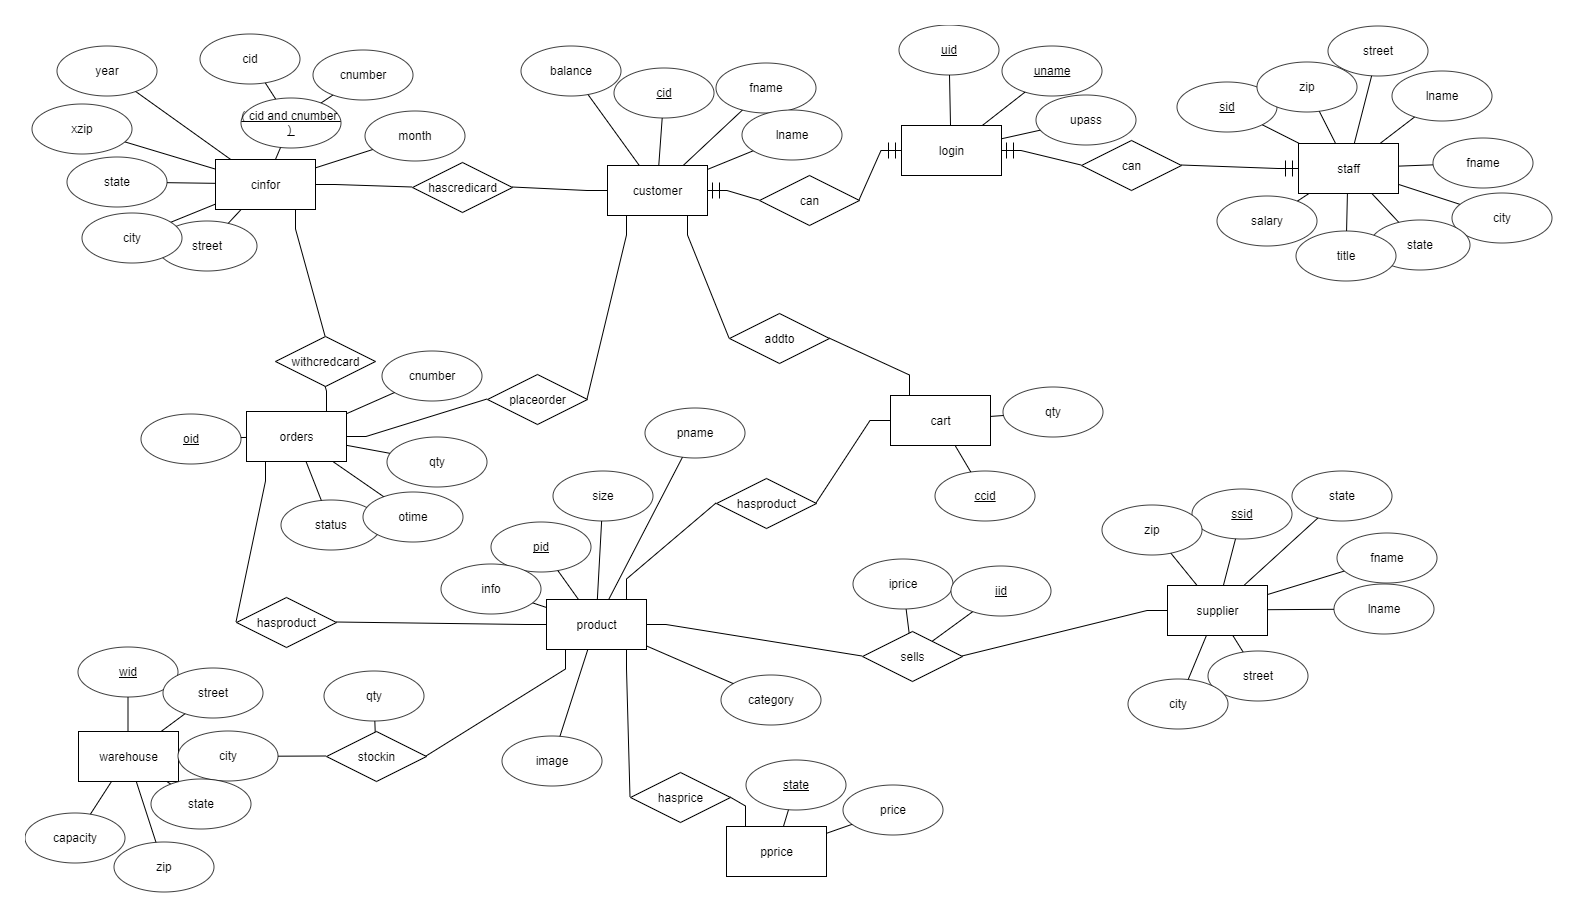 uid
street
cid
year
balance
uname
cnumber
zip
cid
fname
lname
sid
( cid and cnumber
)
upass
xzip
month
lname
login
fname
can
staff
state
cinfor
hascredicard
customer
can
city
salary
city
street
state
title
addto
withcredcard
cnumber
placeorder
qty
cart
oid
orders
pname
qty
size
ccid
state
hasproduct
ssid
otime
status
zip
pid
fname
iprice
info
iid
lname
supplier
hasproduct
product
sells
wid
street
street
qty
category
city
warehouse
city
stockin
image
state
hasprice
state
price
capacity
pprice
zip